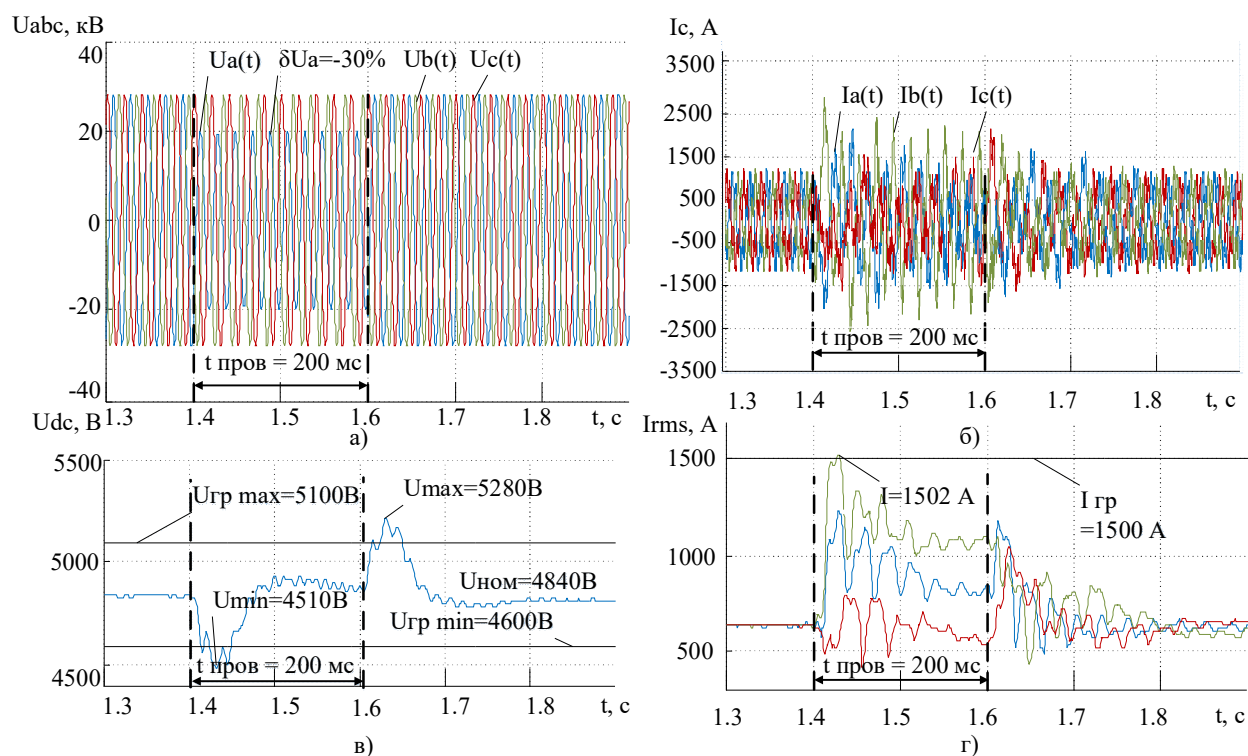 Uabc, кВ
40
20
0
-20
-40
Ua(t) δUa=-30% Ub(t) Uc(t)
t пров = 200 мс
1.3 1.4 1.5 1.6 1.7 1.8 t, с
а)
Ic, А
3500
2500
1500
500
-500
-1500
-2500
-3500
Ia(t) Ib(t) Ic(t)
t пров = 200 мс
1.3 1.4 1.5 1.6 1.7 1.8 t, с
б)
Udc, В
5500
5000
4500
Uгр max=5100В
Umax=5280В
Uном=4840В
Umin=4510В
Uгр min=4600В
t пров = 200 мс
1.3 1.4 1.5 1.6 1.7 1.8 t, с
в)
Irms, А
1500
1000
500
I=1502 А
I гр
=1500 А
t пров = 200 мс
1.3 1.4 1.5 1.6 1.7 1.8 t, с
г)